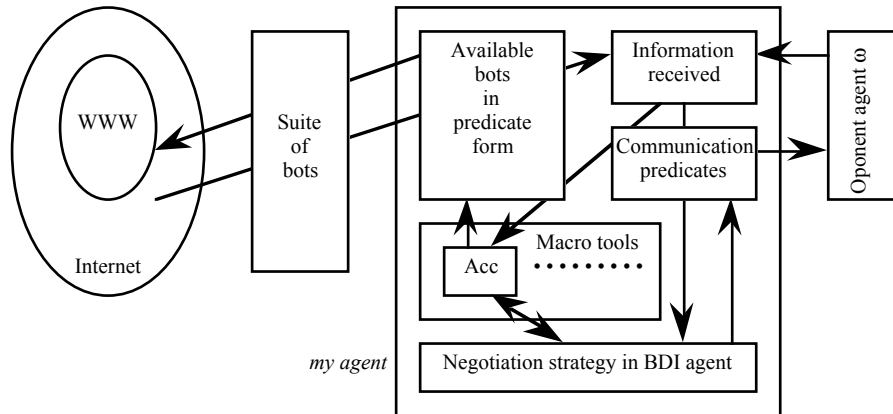 WWW
Internet
Suite
of
bots
Available
bots
in
predicate
form
Information
received
Communication
predicates
Oponent agent ω
Macro tools
Acc
my agent
Negotiation strategy in BDI agent